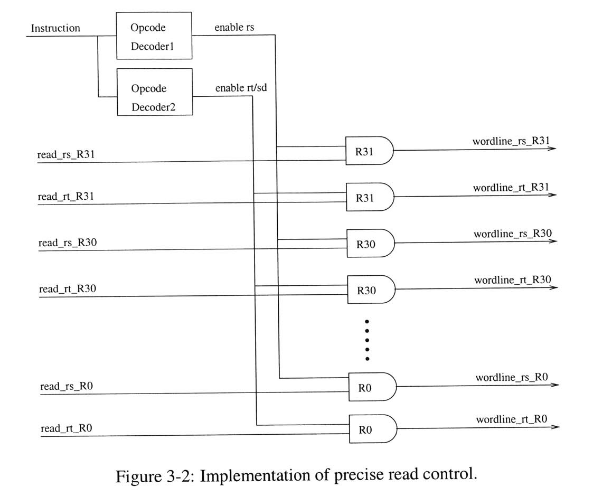 Instruction
Opcode
Decoder1
enable rs
Opcode
Decoder2
enable rt/sd
read_rs_R31
R31
wordline_rs_R31
read_rt_R31
R31
wordline_rt_R31
read_rs_R30
R30
wordline_rs_R30
read_rt_R30
R30
wordline_rt_R30
read_rs_R0
R0
wordline_rs_R0
read_rt_R0
R0
wordline_rt_R0
Figure 3-2: Implementation of precise read control.